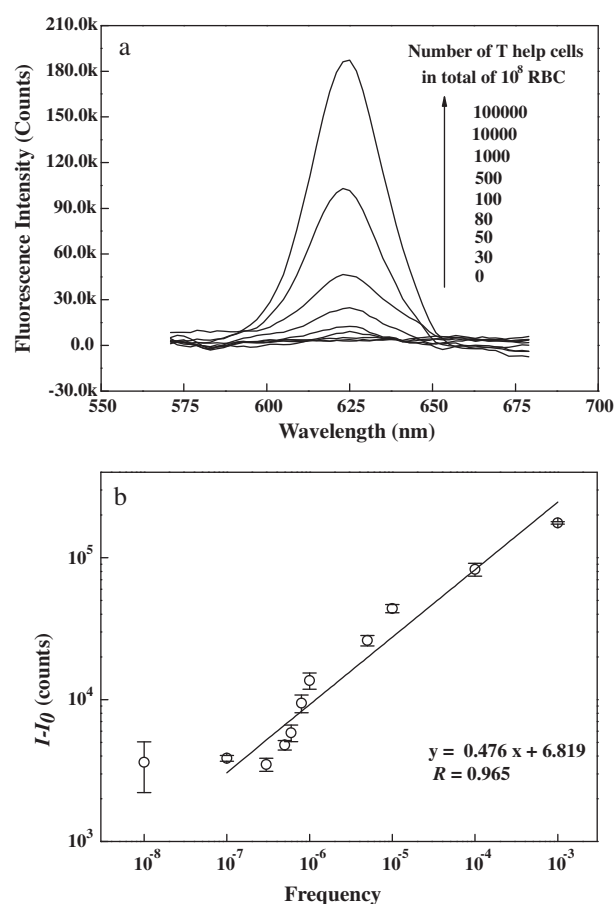 a
Number of T help cells
in total of 10⁸ RBC
100000
10000
1000
500
100
80
50
30
0
210.0k
180.0k
150.0k
120.0k
90.0k
60.0k
30.0k
0.0
-30.0k
Fluorescence Intensity (Counts)
550 575 600 625 650 675 700
Wavelength (nm)
b
10⁵
10⁴
10³
I-I₀ (counts)
y = 0.476 x + 6.819
R = 0.965
10⁻⁸ 10⁻⁷ 10⁻⁶ 10⁻⁵ 10⁻⁴ 10⁻³
Frequency